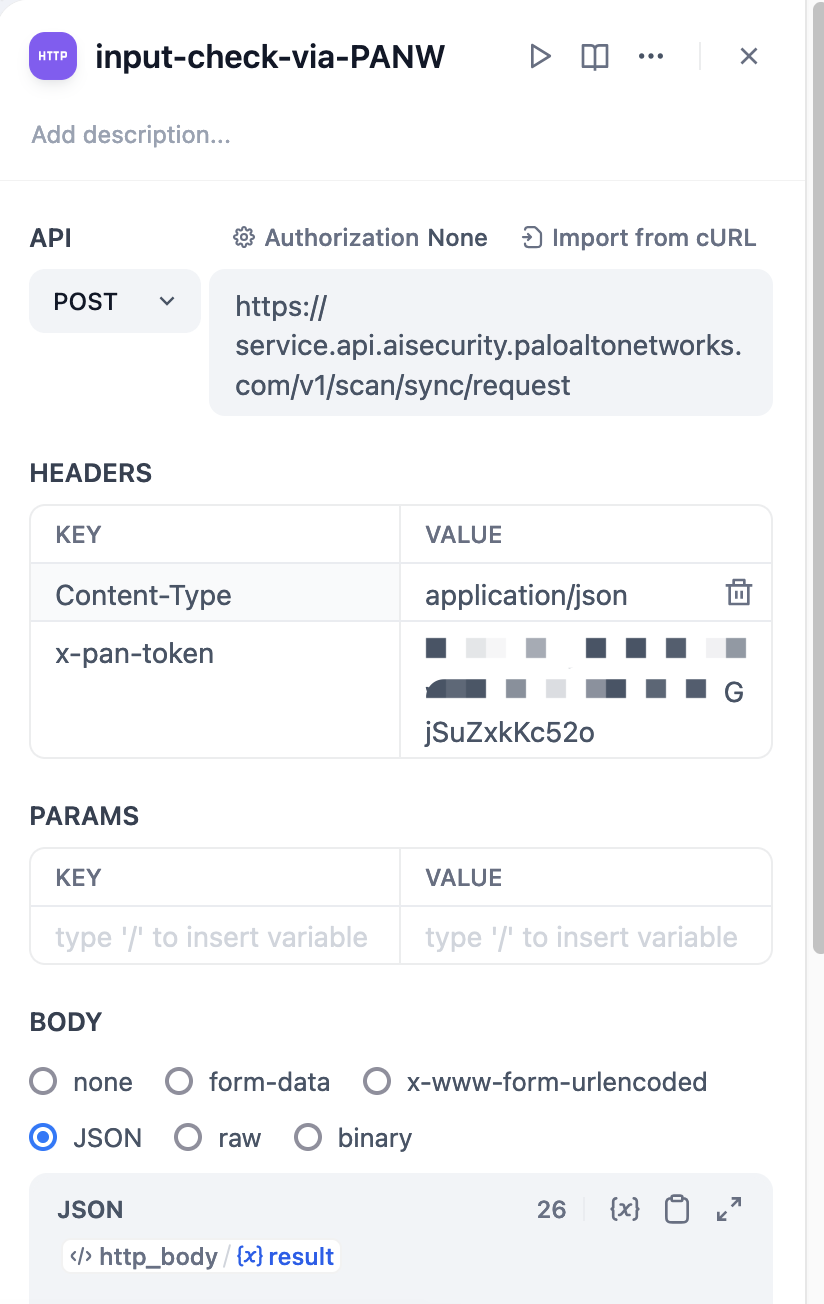 HTTP input-check-via-PANW
Add description...
API Authorization None Import from cURL
POST
https://
service.api.aisecurity.paloaltonetworks.
com/v1/scan/sync/request
HEADERS
KEY VALUE
Content-Type application/json
x-pan-token
G
jSuZxkKc52o
PARAMS
KEY VALUE
type '/' to insert variable type '/' to insert variable
BODY
none form-data x-www-form-urlencoded
JSON raw binary
JSON 26 {x}
</> http_body / {x} result